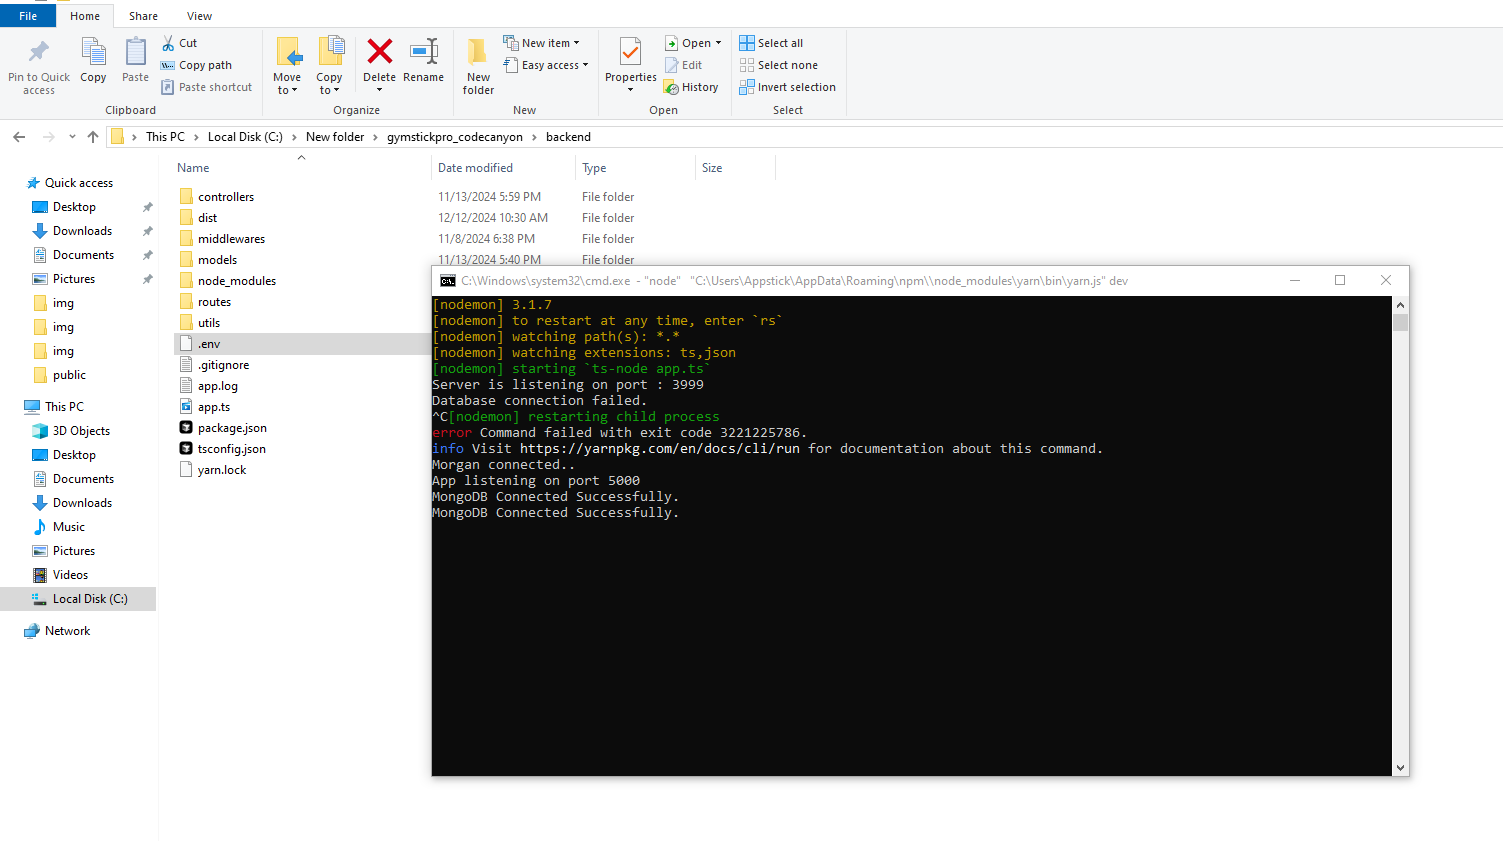 File Home Share View
Pin to Quick access
Copy
Paste
Cut
Copy path
Paste shortcut
Clipboard
Move to
Copy to
Delete
Rename
Organize
New folder
New item
Easy access
New
Properties
Open
Edit
History
Open
Select all
Select none
Invert selection
Select
This PC > Local Disk (C:) > New folder > gymstickpro_codecanyon > backend
Quick access
Desktop
Downloads
Documents
Pictures
img
img
img
public
This PC
3D Objects
Desktop
Documents
Downloads
Music
Pictures
Videos
Local Disk (C:)
Network
Name Date modified Type Size
controllers 11/13/2024 5:59 PM File folder
dist 12/12/2024 10:30 AM File folder
middlewares 11/8/2024 6:38 PM File folder
models 11/13/2024 5:40 PM File folder
node_modules
routes
utils
.env
.gitignore
app.log
app.ts
package.json
tsconfig.json
yarn.lock
C:\Windows\system32\cmd.exe - "node" "C:\Users\Appstick\AppData\Roaming\npm\\node_modules\yarn\bin\yarn.js" dev
[nodemon] 3.1.7
[nodemon] to restart at any time, enter `rs`
[nodemon] watching path(s): *.*
[nodemon] watching extensions: ts,json
[nodemon] starting `ts-node app.ts`
Server is listening on port : 3999
Database connection failed.
^C[nodemon] restarting child process
error Command failed with exit code 3221225786.
info Visit https://yarnpkg.com/en/docs/cli/run for documentation about this command.
Morgan connected..
App listening on port 5000
MongoDB Connected Successfully.
MongoDB Connected Successfully.